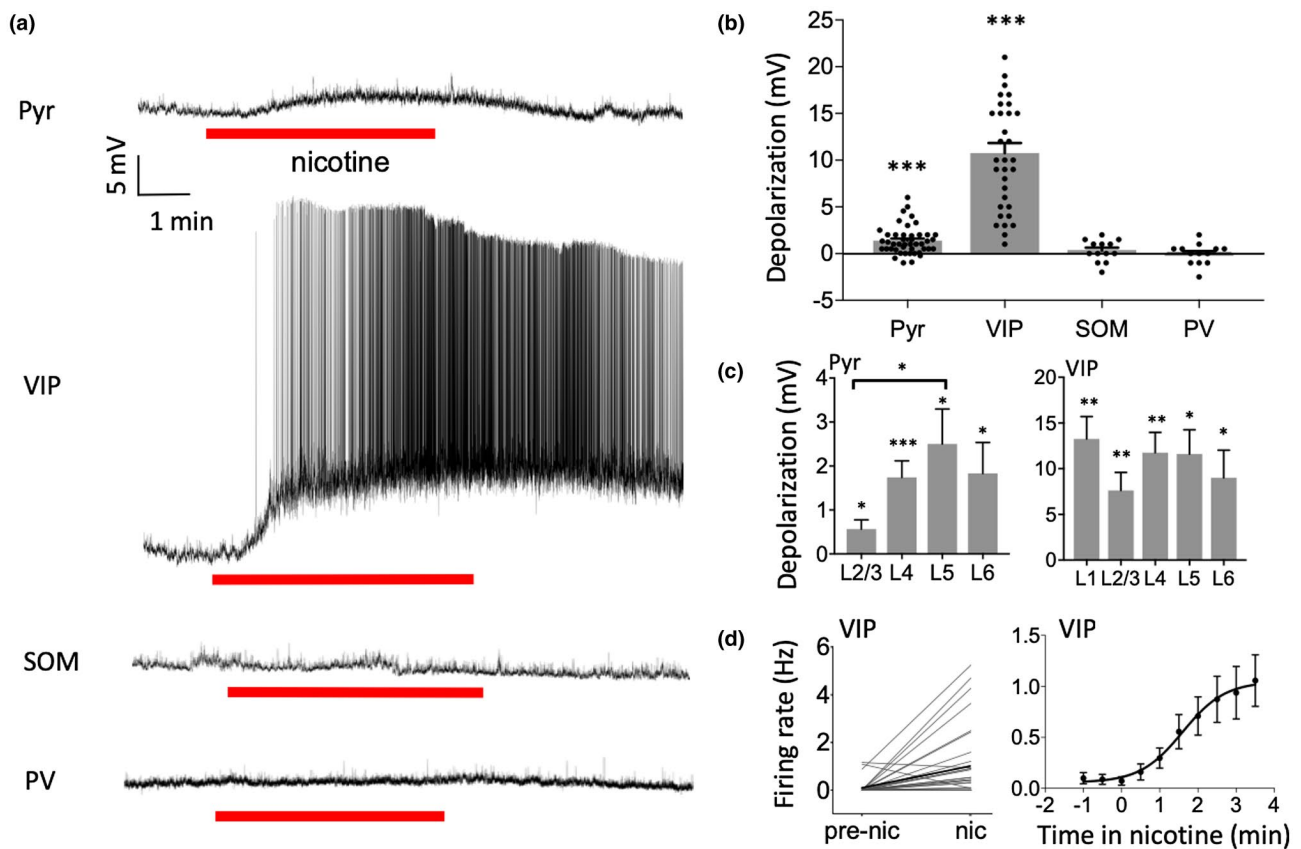 (a)
Pyr
5 mV
1 min
nicotine
VIP
SOM
PV
(b)
Depolarization (mV)
25
20
15
10
5
0
-5
***
***
Pyr VIP SOM PV
(c)
Depolarization (mV)
Pyr
4
3
2
1
0
*
*
***
*
*
L2/3 L4 L5 L6
VIP
20
15
10
5
0
**
**
**
*
*
L1 L2/3 L4 L5 L6
(d)
Firing rate (Hz)
VIP
6
4
2
0
pre-nic nic
VIP
1.5
1.0
0.5
0.0
-2 -1 0 1 2 3 4
Time in nicotine (min)